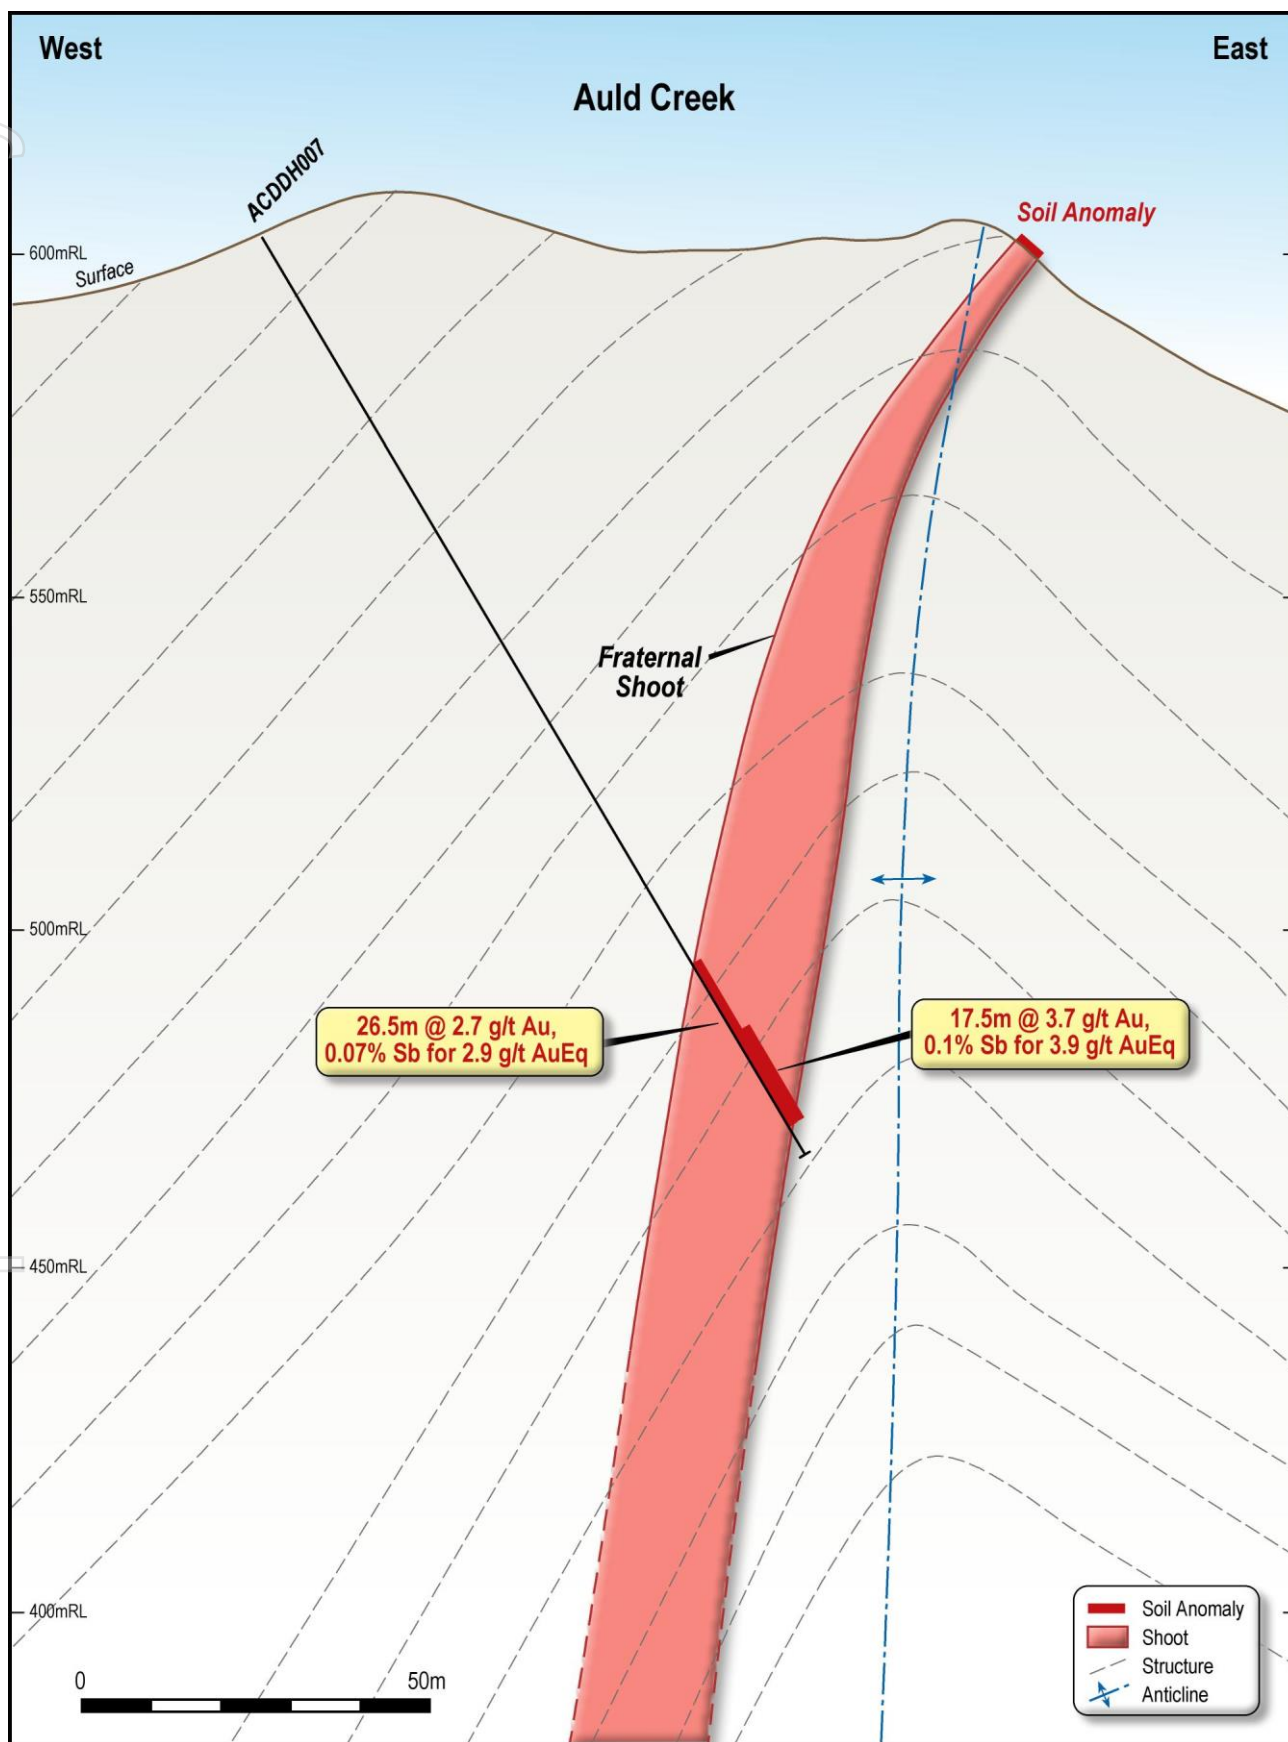 West
East
Auld Creek
ACDDH007
Soil Anomaly
600mRL
Surface
550mRL
Fraternal
Shoot
500mRL
26.5m @ 2.7 g/t Au,
0.07% Sb for 2.9 g/t AuEq
17.5m @ 3.7 g/t Au,
0.1% Sb for 3.9 g/t AuEq
450mRL
400mRL
0 50m
Soil Anomaly
Shoot
Structure
Anticline